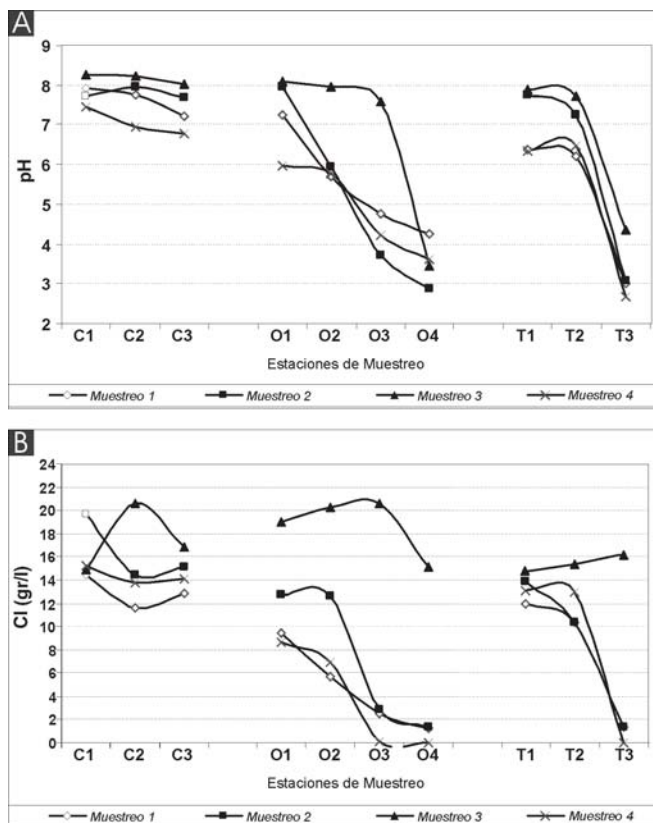 A
9
8
7
6
5
4
3
2
pH
C1 C2 C3 O1 O2 O3 O4 T1 T2 T3
Estaciones de Muestreo
Muestreo 1 Muestreo 2 Muestreo 3 Muestreo 4
B
24
22
20
18
16
14
12
10
8
6
4
2
0
Cl (gr/l)
C1 C2 C3 O1 O2 O3 O4 T1 T2 T3
Estaciones de Muestreo
Muestreo 1 Muestreo 2 Muestreo 3 Muestreo 4